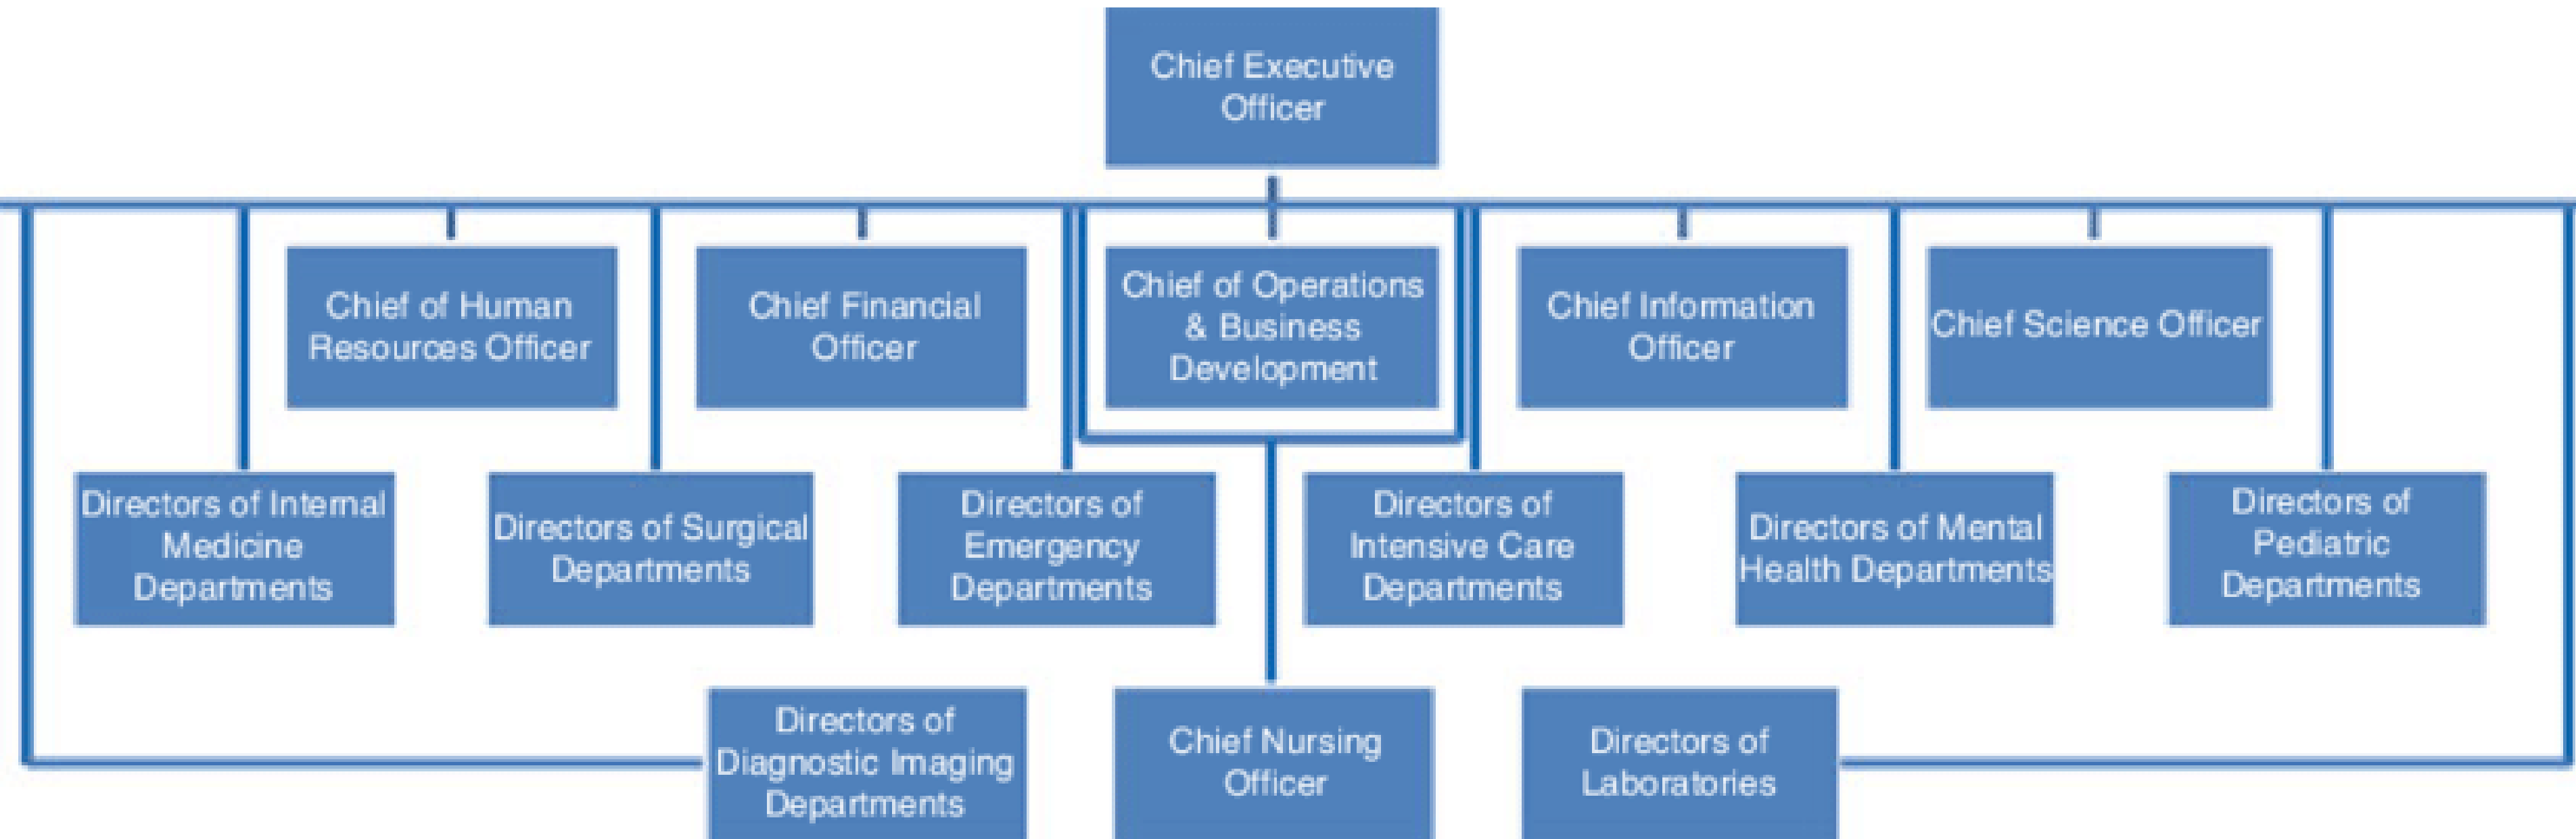 Chief Executive
Officer
Chief of Human
Resources Officer
Chief Financial
Officer
Chief of Operations
& Business
Development
Chief Information
Officer
Chief Science Officer
Directors of Internal
Medicine
Departments
Directors of Surgical
Departments
Directors of
Emergency
Departments
Directors of
Intensive Care
Departments
Directors of Mental
Health Departments
Directors of
Pediatric
Departments
Directors of
Diagnostic Imaging
Departments
Chief Nursing
Officer
Directors of
Laboratories